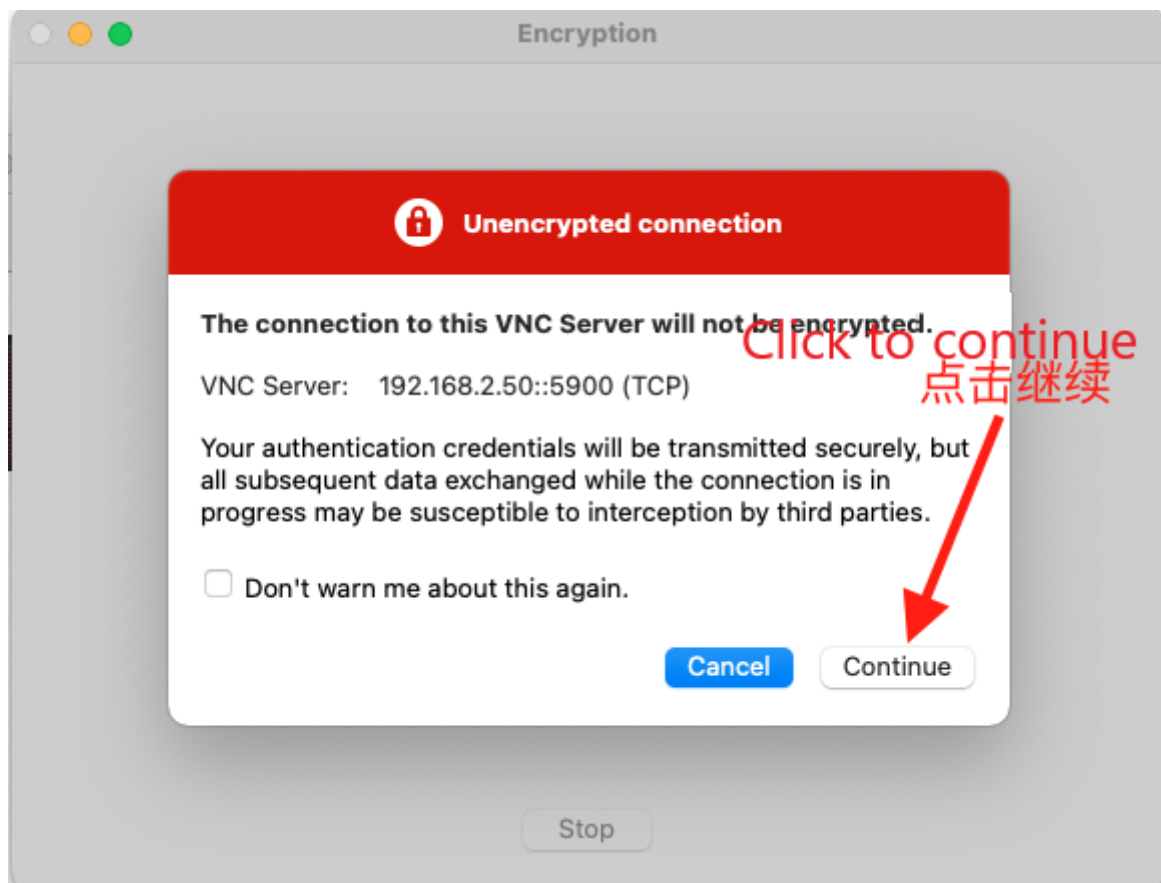 Encryption
Unencrypted connection
The connection to this VNC Server will not be encrypted.
Click to continue
点击继续
VNC Server: 192.168.2.50::5900 (TCP)
Your authentication credentials will be transmitted securely, but
all subsequent data exchanged while the connection is in
progress may be susceptible to interception by third parties.
Don't warn me about this again.
Cancel
Continue
Stop